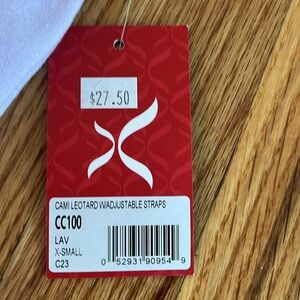 $27.50
CAMI LEOTARD W/ADJUSTABLE STRAPS
CC100
LAV
X-SMALL
C23
0 52931 90954 9